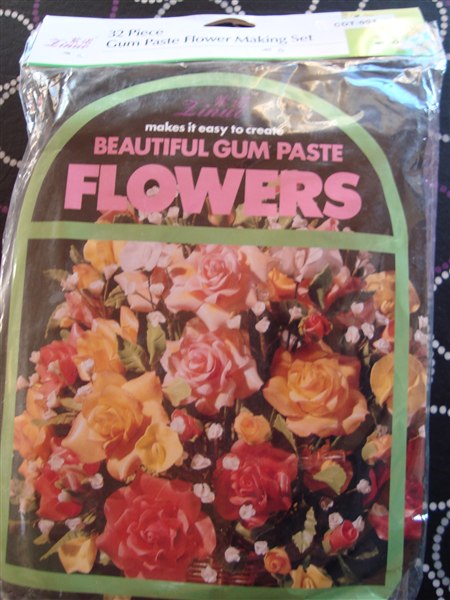 32 Piece
Gum Paste Flower Making Set
makes it easy to create
BEAUTIFUL GUM PASTE
FLOWERS